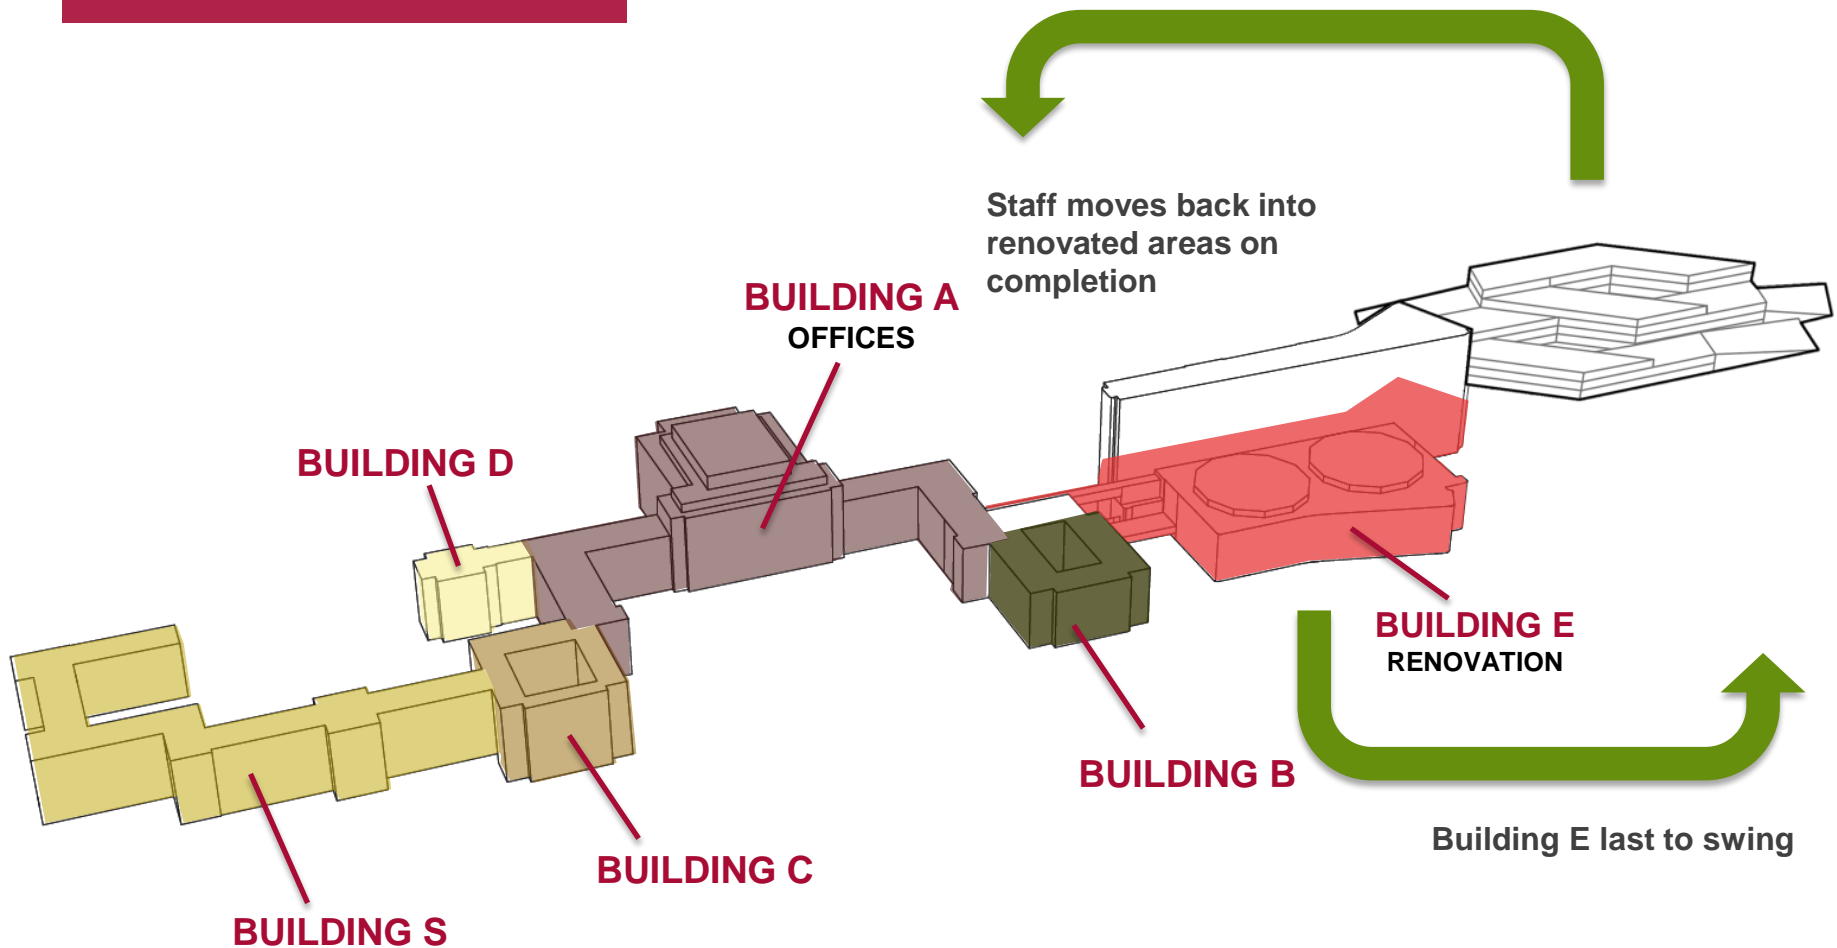 Staff moves back into
renovated areas on
completion
BUILDING A
OFFICES
BUILDING D
BUILDING E
RENOVATION
BUILDING B
Building E last to swing
BUILDING C
BUILDING S